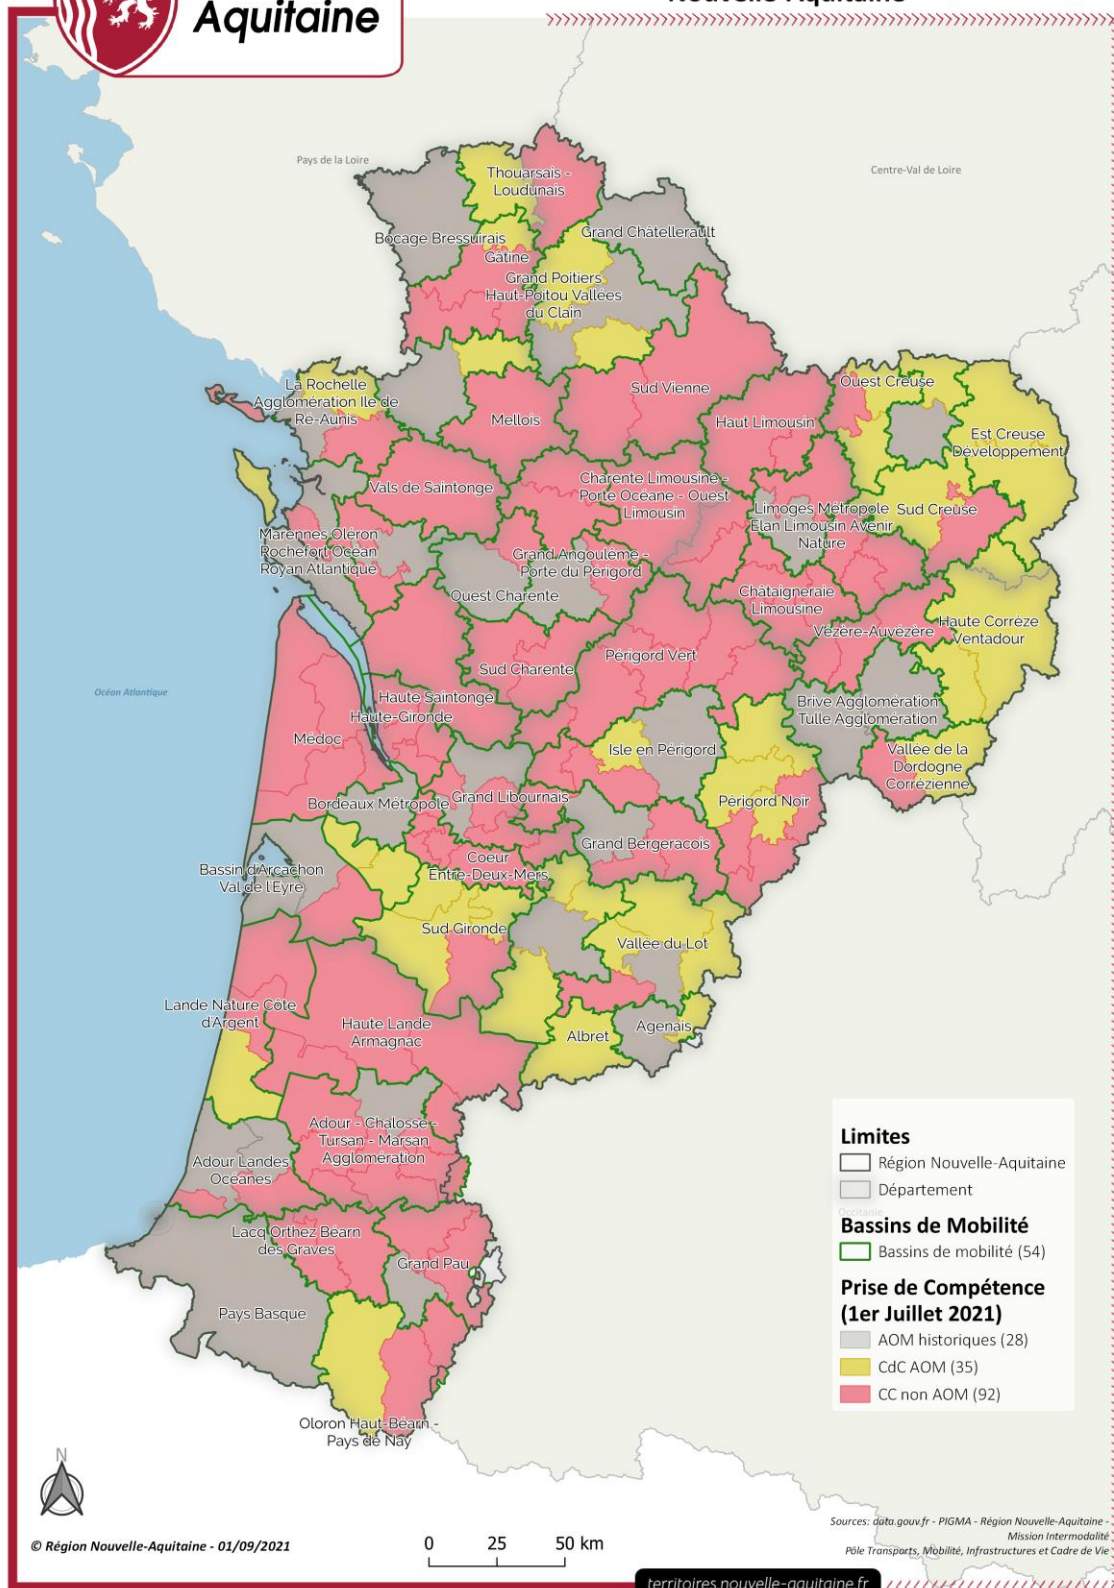 Aquitaine
Nouvelle-Aquitaine
Pays de la Loire
Centre-Val de Loire
Thouarsais -
Loudunais
Bocage Bressuirais
Grand Châtellerault
Gâtine
Grand Poitiers
Haut-Poitou Vallées
du Clain
La Rochelle
Agglomération Ile de
Ré-Aunis
Sud Vienne
Ouest Creuse
Mellois
Haut Limousin
Est Creuse
Développement
Vals de Saintonge
Charente Limousine -
Porte Océane - Ouest
Limousin
Limoges Métropole
Elan Limousin Avenir
Nature
Sud Creuse
Marennes Oléron
Rochefort Océan
Royan Atlantique
Grand Angoulême -
Porte du Périgord
Ouest Charente
Châtaigneraie
Limousine
Vézère-Auvézère
Haute Corrèze
Ventadour
Périgord Vert
Sud Charente
Océan Atlantique
Haute Saintonge
Haute-Gironde
Médoc
Brive Agglomération
Tulle Agglomération
Isle en Périgord
Vallée de la
Dordogne
Corrézienne
Bordeaux Métropole
Grand Libournais
Périgord Noir
Grand Bergeracois
Coeur
Entre-Deux-Mers
Bassin d'Arcachon
Val de l'Eyre
Sud Gironde
Vallée du Lot
Lande Nature Côte
d'Argent
Haute Lande
Armagnac
Albret
Agenais
Adour - Chalosse -
Tursan - Marsan
Agglomération
Adour Landes
Océanes
Lacq Orthez Béarn
des Graves
Grand Pau
Pays Basque
Oloron Haut-Béarn -
Pays de Nay
Limites
Région Nouvelle-Aquitaine
Département
Occitanie
Bassins de Mobilité
Bassins de mobilité (54)
Prise de Compétence
(1er Juillet 2021)
AOM historiques (28)
CdC AOM (35)
CC non AOM (92)
N
© Région Nouvelle-Aquitaine - 01/09/2021
0 25 50 km
Sources: data.gouv.fr - PIGMA - Région Nouvelle-Aquitaine -
Mission Intermodalité
Pôle Transports, Mobilité, Infrastructures et Cadre de Vie
territoires.nouvelle-aquitaine.fr